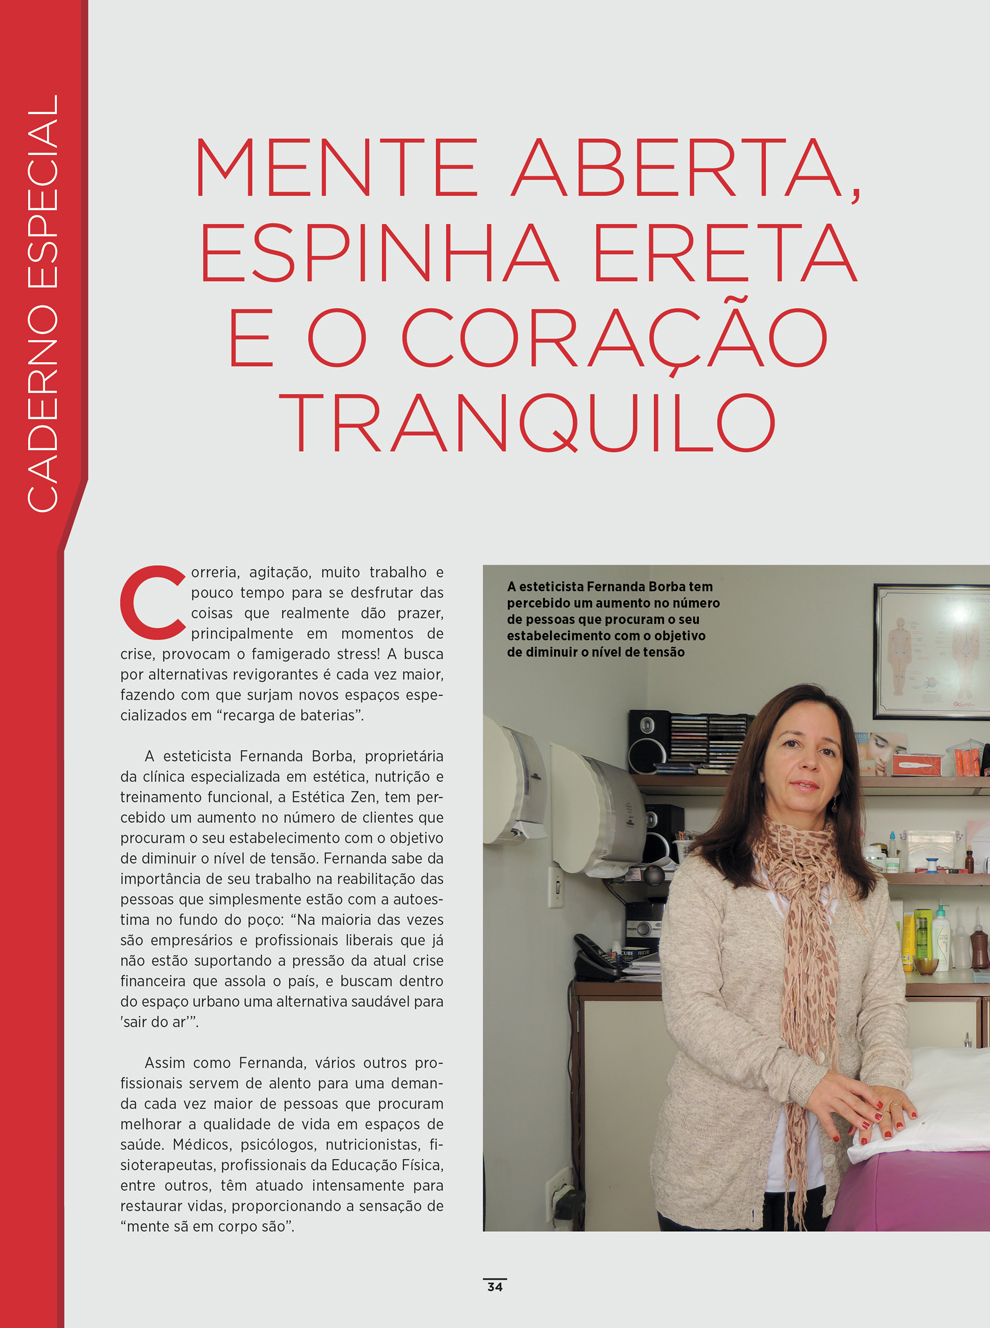 CADERNO ESPECIAL
MENTE ABERTA,
ESPINHA ERETA
E O CORAÇÃO
TRANQUILO
Correria, agitação, muito trabalho e
pouco tempo para se desfrutar das
coisas que realmente dão prazer,
principalmente em momentos de
crise, provocam o famigerado stress! A busca
por alternativas revigorantes é cada vez maior,
fazendo com que surjam novos espaços espe-
cializados em “recarga de baterias”.
A esteticista Fernanda Borba, proprietária
da clínica especializada em estética, nutrição e
treinamento funcional, a Estética Zen, tem per-
cebido um aumento no número de clientes que
procuram o seu estabelecimento com o objetivo
de diminuir o nível de tensão. Fernanda sabe da
importância de seu trabalho na reabilitação das
pessoas que simplesmente estão com a autoes-
tima no fundo do poço: “Na maioria das vezes
são empresários e profissionais liberais que já
não estão suportando a pressão da atual crise
financeira que assola o país, e buscam dentro
do espaço urbano uma alternativa saudável para
'sair do ar’”.
Assim como Fernanda, vários outros pro-
fissionais servem de alento para uma deman-
da cada vez maior de pessoas que procuram
melhorar a qualidade de vida em espaços de
saúde. Médicos, psicólogos, nutricionistas, fi-
sioterapeutas, profissionais da Educação Física,
entre outros, têm atuado intensamente para
restaurar vidas, proporcionando a sensação de
“mente sã em corpo são”.
A esteticista Fernanda Borba tem
percebido um aumento no número
de pessoas que procuram o seu
estabelecimento com o objetivo
de diminuir o nível de tensão
34